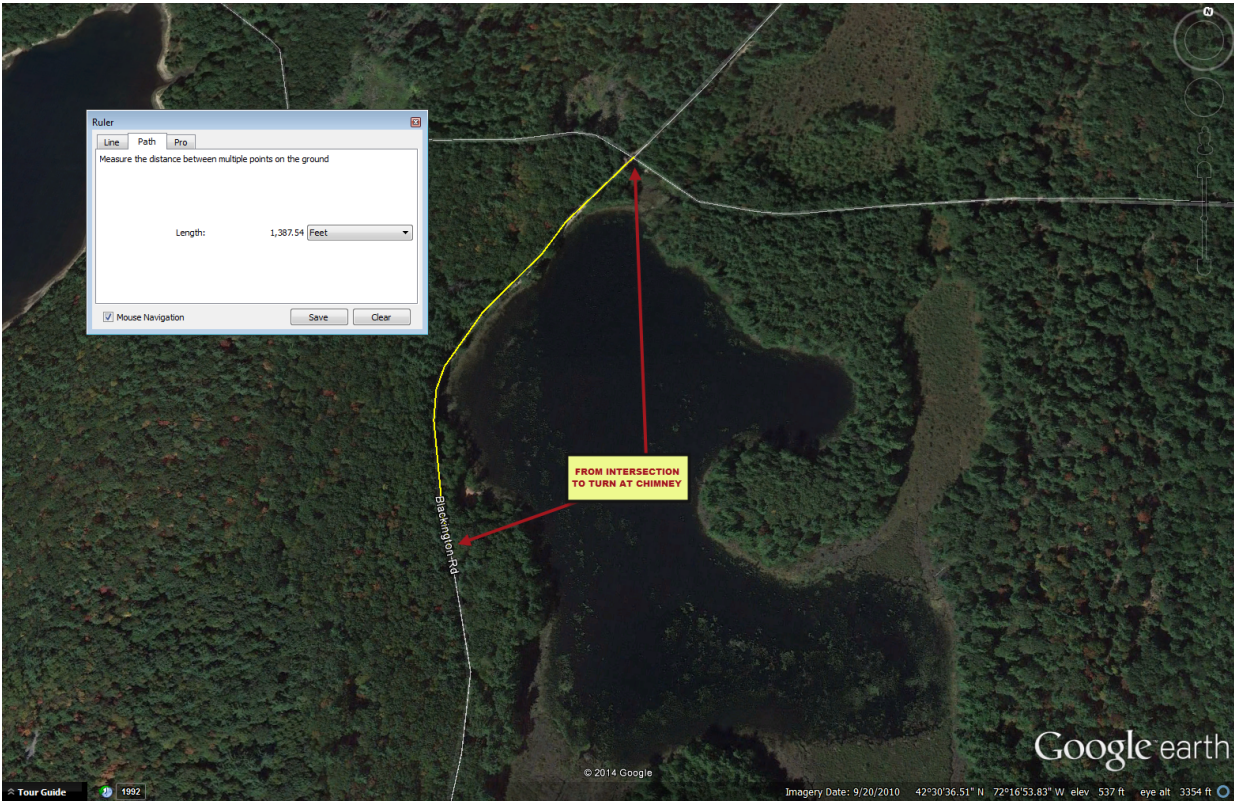 N
Ruler
Line Path Pro
Measure the distance between multiple points on the ground
Length: 1,387.54 Feet
Mouse Navigation Save Clear
FROM INTERSECTION
TO TURN AT CHIMNEY
Blackington Rd
Google earth
© 2014 Google
Tour Guide 1992 Imagery Date: 9/20/2010 42°30'36.51" N 72°16'53.83" W elev 537 ft eye alt 3354 ft